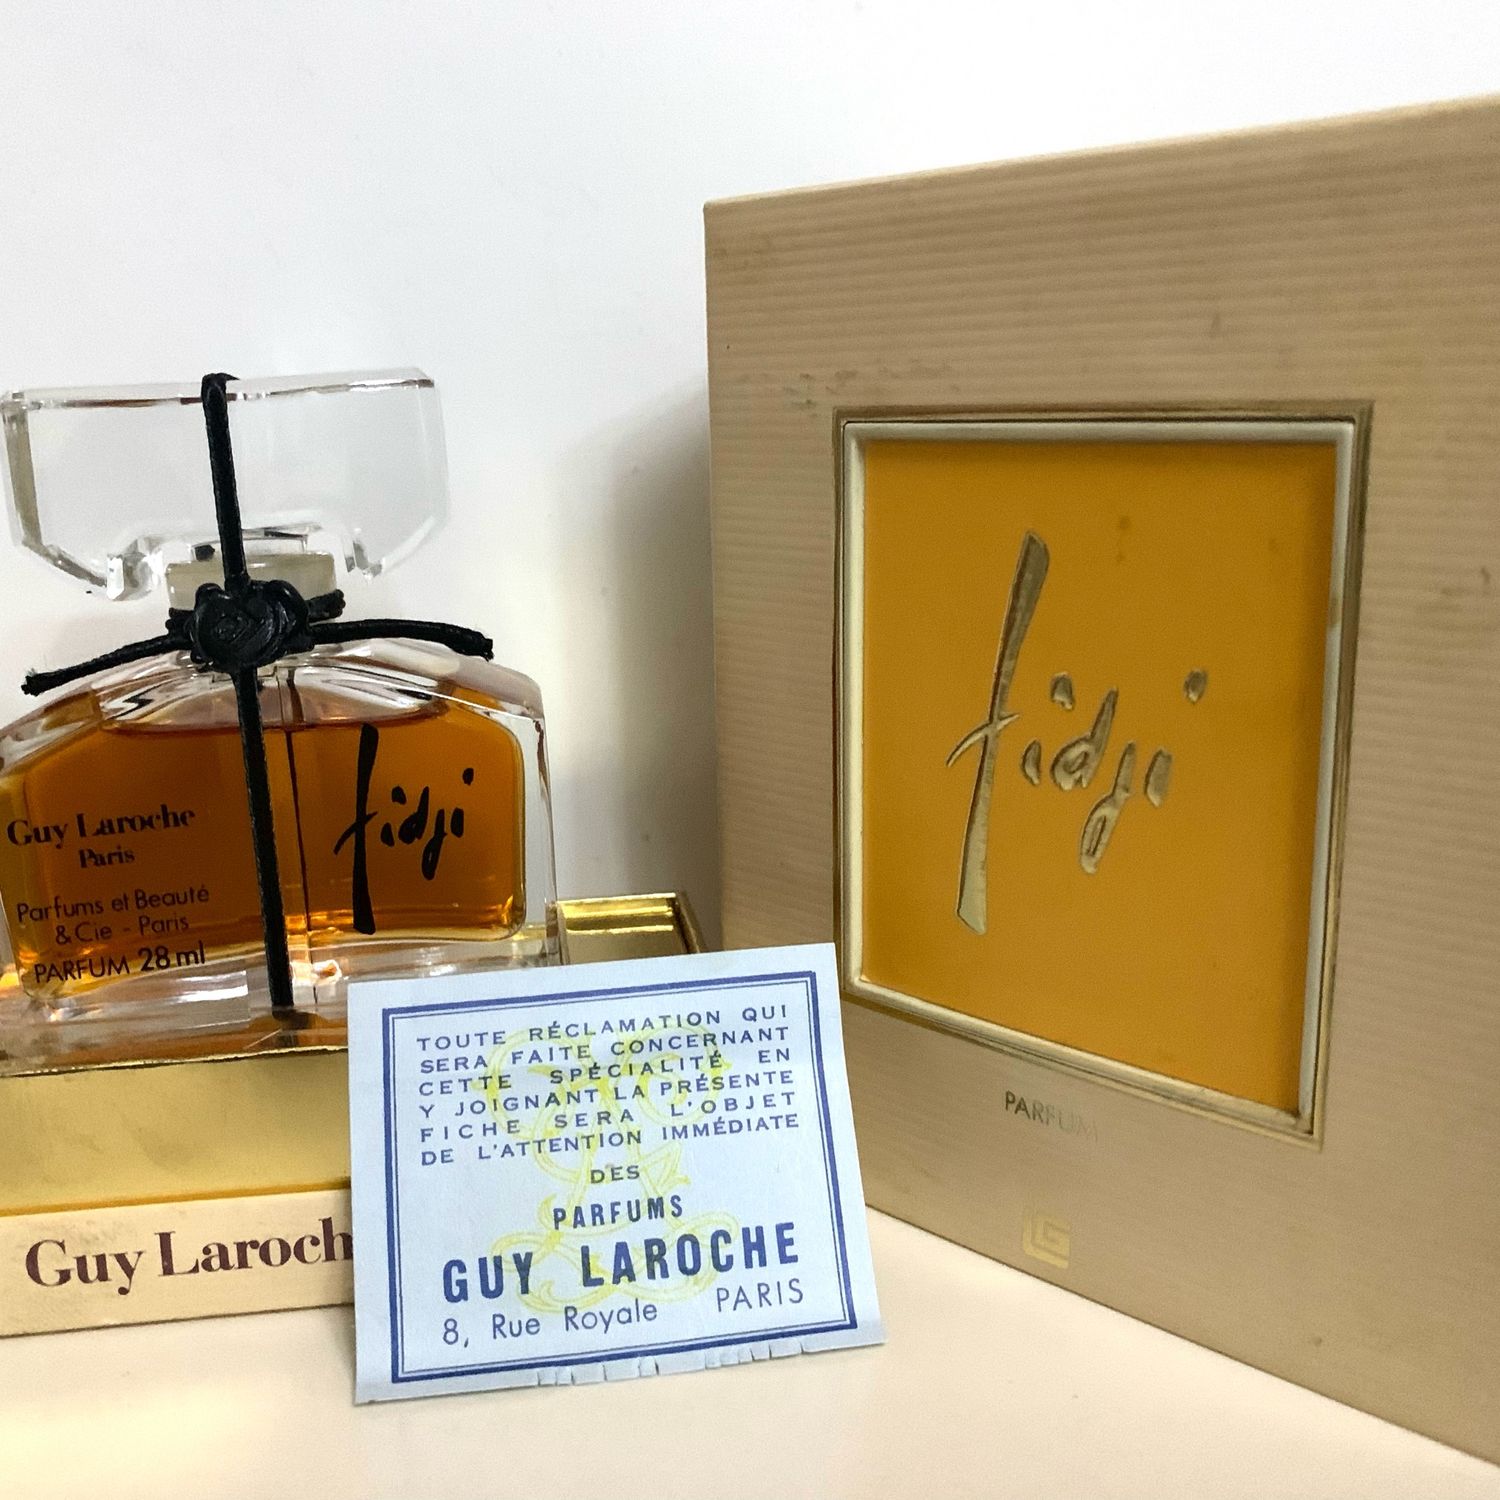 Guy Laroche
Paris
Parfums et Beauté
& Cie - Paris
PARFUM 28 ml
fidji
Guy Laroch
TOUTE RÉCLAMATION QUI
SERA FAITE CONCERNANT
CETTE SPÉCIALITÉ EN
Y JOIGNANT LA PRÉSENTE
FICHE SERA L'OBJET
DE L'ATTENTION IMMÉDIATE
DES
PARFUMS
GUY LAROCHE
8, Rue Royale PARIS
fidji
PARFUM